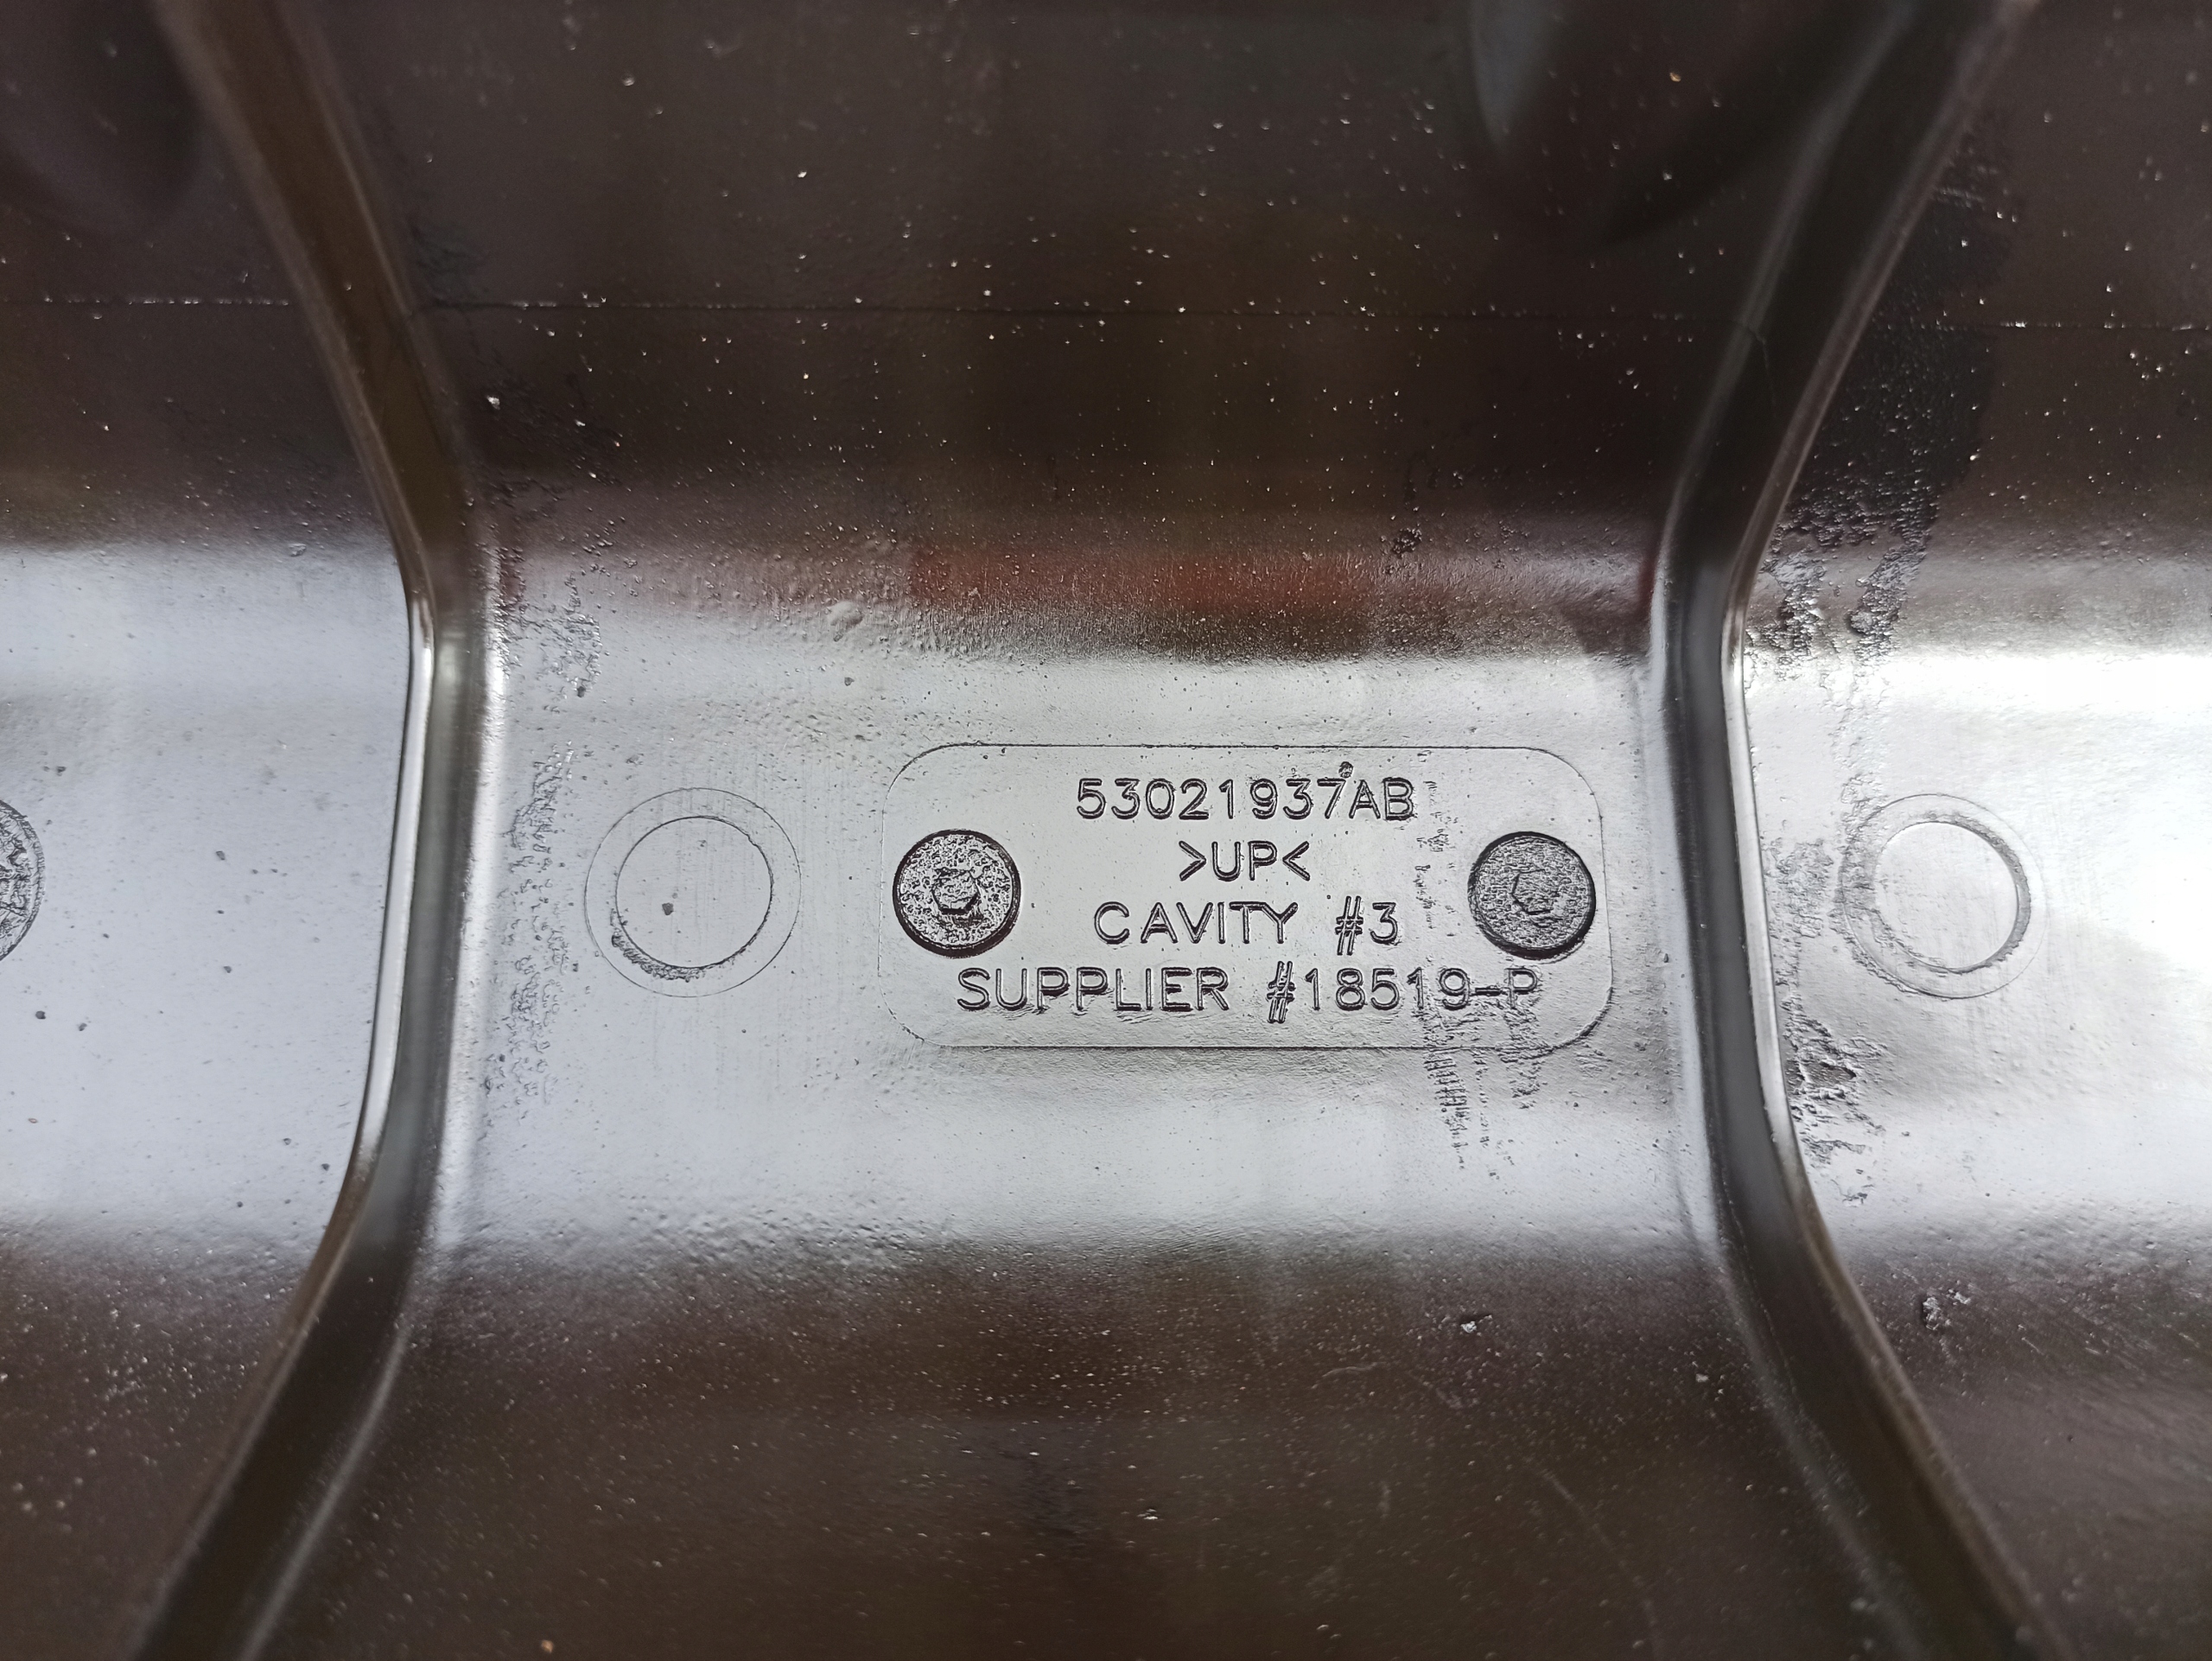 53021937AB
>UP<
CAVITY #3
SUPPLIER #18519-P